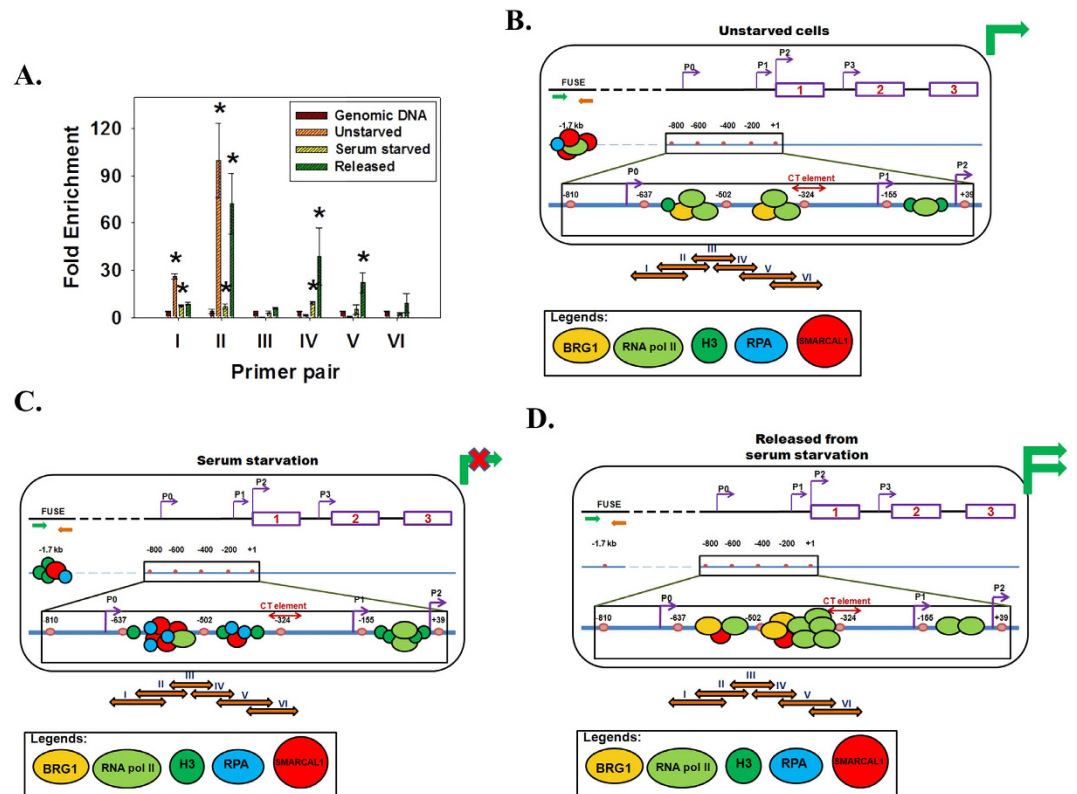 A.
Fold Enrichment
120
90
60
30
0
* * * * * * *
Genomic DNA
Unstarved
Serum starved
Released
I II III IV V VI
Primer pair
B.
Unstarved cells
P0 P1 P2 P3
FUSE
1 2 3
-1.7 kb
-800 -600 -400 -200 +1
P0 CT element P1 P2
-810 -637 -502 -324 -155 +39
I II III IV V VI
Legends:
BRG1 RNA pol II H3 RPA SMARCAL1
C.
Serum starvation
P0 P1 P2 P3
FUSE
1 2 3
-1.7 kb
-800 -600 -400 -200 +1
P0 CT element P1 P2
-810 -637 -502 -324 -155 +39
I II III IV V VI
Legends:
BRG1 RNA pol II H3 RPA SMARCAL1
D.
Released from
serum starvation
P0 P1 P2 P3
FUSE
1 2 3
-1.7 kb
-800 -600 -400 -200 +1
P0 CT element P1 P2
-810 -637 -502 -324 -155 +39
I II III IV V VI
Legends:
BRG1 RNA pol II H3 RPA SMARCAL1